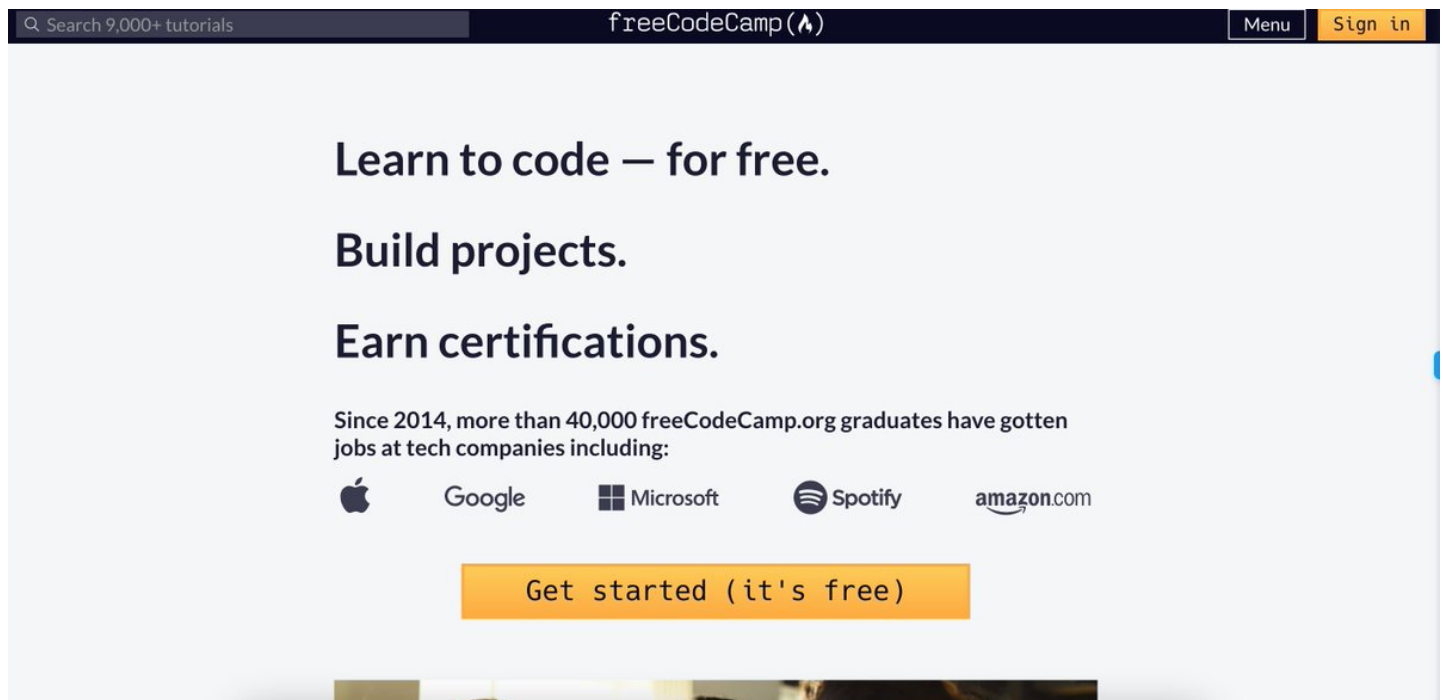 Search 9,000+ tutorials
freeCodeCamp(🔥)
Menu
Sign in
Learn to code — for free.
Build projects.
Earn certifications.
Since 2014, more than 40,000 freeCodeCamp.org graduates have gotten
jobs at tech companies including:
Google
Microsoft
Spotify
amazon.com
Get started (it's free)